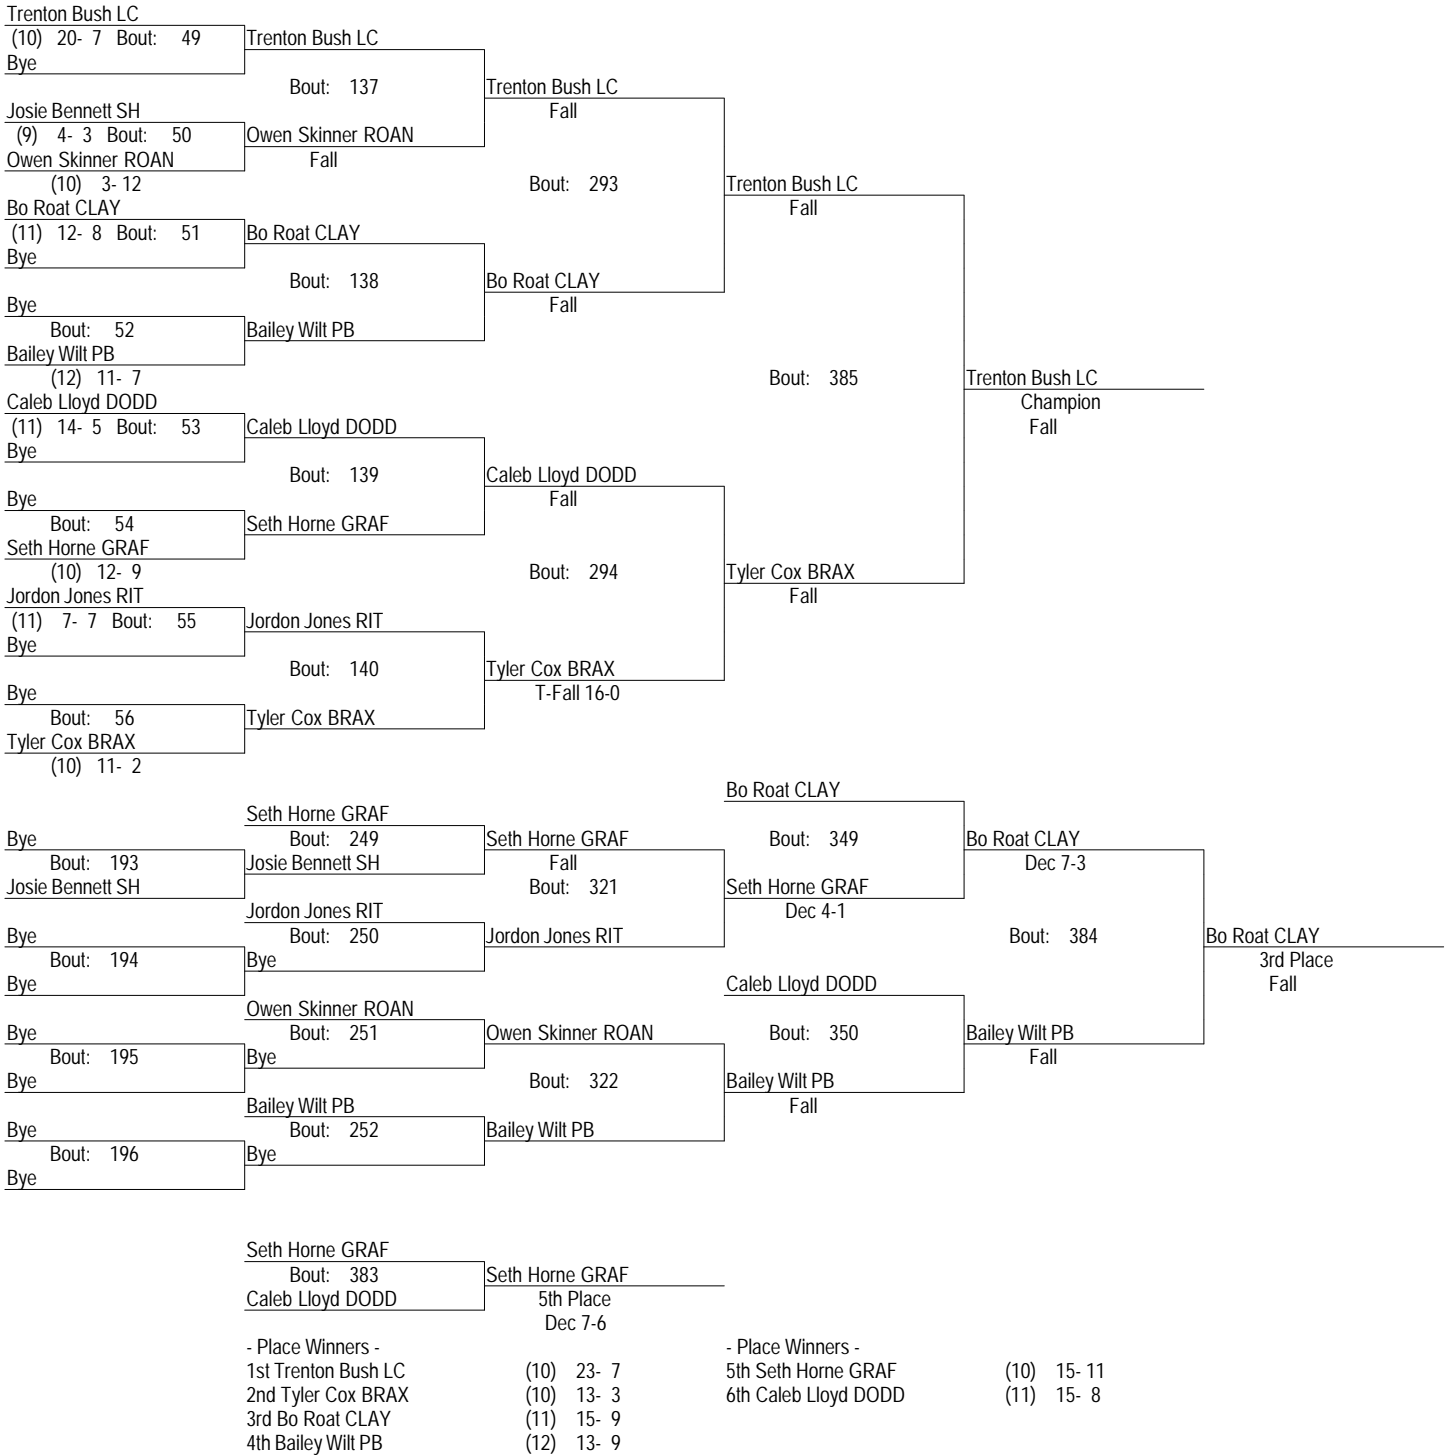 Trenton Bush LC
(10) 20- 7 Bout: 49 Trenton Bush LC
Bye
Bout: 137 Trenton Bush LC
Josie Bennett SH Fall
(9) 4- 3 Bout: 50 Owen Skinner ROAN
Owen Skinner ROAN Fall
(10) 3- 12 Bout: 293 Trenton Bush LC
Bo Roat CLAY Fall
(11) 12- 8 Bout: 51 Bo Roat CLAY
Bye
Bout: 138 Bo Roat CLAY
Bye Fall
Bout: 52 Bailey Wilt PB
Bailey Wilt PB
(12) 11- 7 Bout: 385 Trenton Bush LC
Caleb Lloyd DODD Champion
(11) 14- 5 Bout: 53 Caleb Lloyd DODD Fall
Bye
Bout: 139 Caleb Lloyd DODD
Bye Fall
Bout: 54 Seth Horne GRAF
Seth Horne GRAF
(10) 12- 9 Bout: 294 Tyler Cox BRAX
Jordon Jones RIT Fall
(11) 7- 7 Bout: 55 Jordon Jones RIT
Bye
Bout: 140 Tyler Cox BRAX
Bye T-Fall 16-0
Bout: 56 Tyler Cox BRAX
Tyler Cox BRAX
(10) 11- 2
Bo Roat CLAY
Seth Horne GRAF
Bye Bout: 249 Seth Horne GRAF Bout: 349 Bo Roat CLAY
Bout: 193 Josie Bennett SH Fall Dec 7-3
Josie Bennett SH Bout: 321 Seth Horne GRAF
Jordon Jones RIT Dec 4-1
Bye Bout: 250 Jordon Jones RIT Bout: 384 Bo Roat CLAY
Bout: 194 Bye 3rd Place
Bye Caleb Lloyd DODD Fall
Owen Skinner ROAN
Bye Bout: 251 Owen Skinner ROAN Bout: 350 Bailey Wilt PB
Bout: 195 Bye Fall
Bye Bout: 322 Bailey Wilt PB
Bailey Wilt PB Fall
Bye Bout: 252 Bailey Wilt PB
Bout: 196 Bye
Bye
Seth Horne GRAF
Bout: 383 Seth Horne GRAF
Caleb Lloyd DODD 5th Place
Dec 7-6
- Place Winners - - Place Winners -
1st Trenton Bush LC (10) 23- 7 5th Seth Horne GRAF (10) 15- 11
2nd Tyler Cox BRAX (10) 13- 3 6th Caleb Lloyd DODD (11) 15- 8
3rd Bo Roat CLAY (11) 15- 9
4th Bailey Wilt PB (12) 13- 9